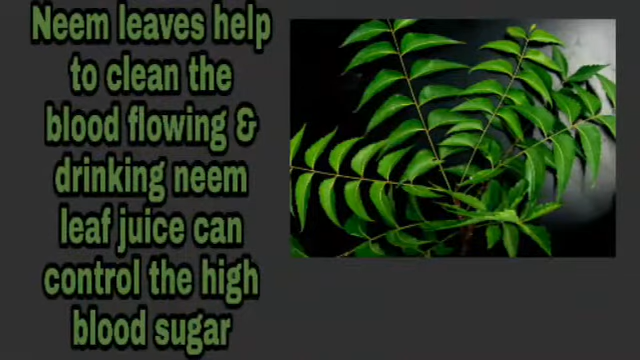 Neem leaves help
to clean the
blood flowing &
drinking neem
leaf juice can
control the high
blood sugar